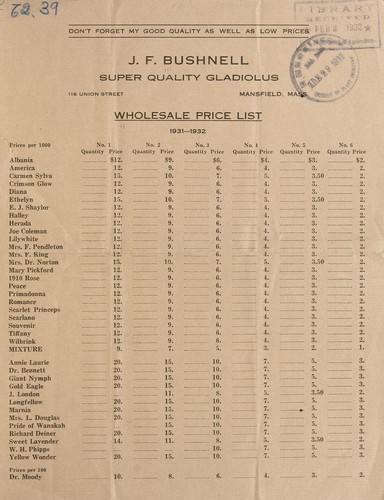 62.39
DON'T FORGET MY GOOD QUALITY AS WELL AS LOW PRICES
LIBRARY
RECEIVED
J. F. BUSHNELL
SUPER QUALITY GLADIOLUS
116 UNION STREET MANSFIELD, MASS.
WHOLESALE PRICE LIST
1931—1932
Prices per 1000 No. 1 No. 2 No. 3 No. 4 No. 5 No. 6
Quantity Price Quantity Price Quantity Price Quantity Price Quantity Price Quantity Price
Albania $12. $9. $6. $4. $3. $2.
America 12. 9. 6. 4. 3. 2.
Carmen Sylva 15. 10. 7. 5. 3.50 2.
Crimson Glow 12. 9. 6. 4. 3. 2.
Diana 12. 9. 6. 4. 3. 2.
Ethelyn 15. 10. 7. 5. 3.50 2.
E. J. Shaylor 12. 9. 6. 4. 3. 2.
Halley 12. 9. 6. 4. 3. 2.
Herada 12. 9. 6. 4. 3. 2.
Joe Coleman 12. 9. 6. 4. 3. 2.
Lilywhite 12. 9. 6. 4. 3. 2.
Mrs. F. Pendleton 12. 9. 6. 4. 3. 2.
Mrs. F. King 12. 9. 6. 4. 3. 2.
Mrs. Dr. Norton 15. 10. 7. 5. 3.50 2.
Mary Pickford 12. 9. 6. 4. 3. 2.
1910 Rose 12. 9. 6. 4. 3. 2.
Peace 12. 9. 6. 4. 3. 2.
Primadonna 12. 9. 6. 4. 3. 2.
Romance 12. 9. 6. 4. 3. 2.
Scarlet Princeps 12. 9. 6. 4. 3. 2.
Scarlano 12. 9. 6. 4. 3. 2.
Souvenir 12. 9. 6. 4. 3. 2.
Tiffany 12. 9. 6. 4. 3. 2.
Wilbrink 12. 9. 6. 4. 3. 2.
MIXTURE 9. 7. 5. 3. 2. 1.
Annie Laurie 20. 15. 10. 7. 5. 3.
Dr. Bennett 20. 15. 10. 7. 5. 3.
Giant Nymph 20. 15. 10. 7. 5. 3.
Gold Eagle 20. 15. 10. 7. 5. 3.
J. London 11. 8. 5. 3.50 2.
Longfellow 20. 15. 10. 7. 5. 3.
Marnia 20. 15. 10. 7. 5. 3.
Mrs. L. Douglas 20. 15. 10. 7. 5. 3.
Pride of Wanakah 20. 15. 10. 7. 5. 3.
Richard Deiner 20. 15. 10. 7. 5. 3.
Sweet Lavender 14. 11. 8. 5. 3.50 2.
W. H. Phipps 20. 15. 10. 7. 5. 3.
Yellow Wonder 20. 15. 10. 7. 5. 3.
Prices per 100
Dr. Moody 10. 8. 6. 4. 3. 2.